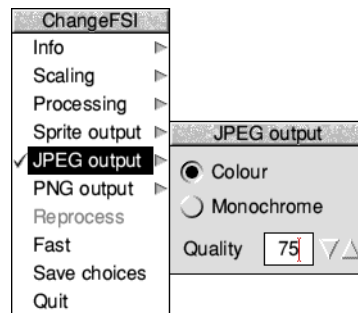 ChangeFSI
Info
Scaling
Processing
Sprite output
JPEG output
PNG output
Reprocess
Fast
Save choices
Quit
JPEG output
Colour
Monochrome
Quality 75